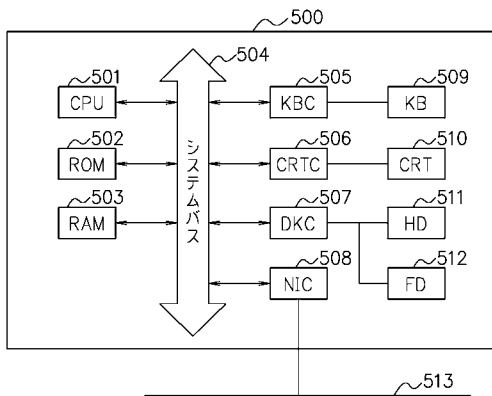 500
504
501
CPU
505
KBC
509
KB
502
ROM
506
CRTC
510
CRT
503
RAM
システムバス
507
DKC
511
HD
508
NIC
512
FD
513